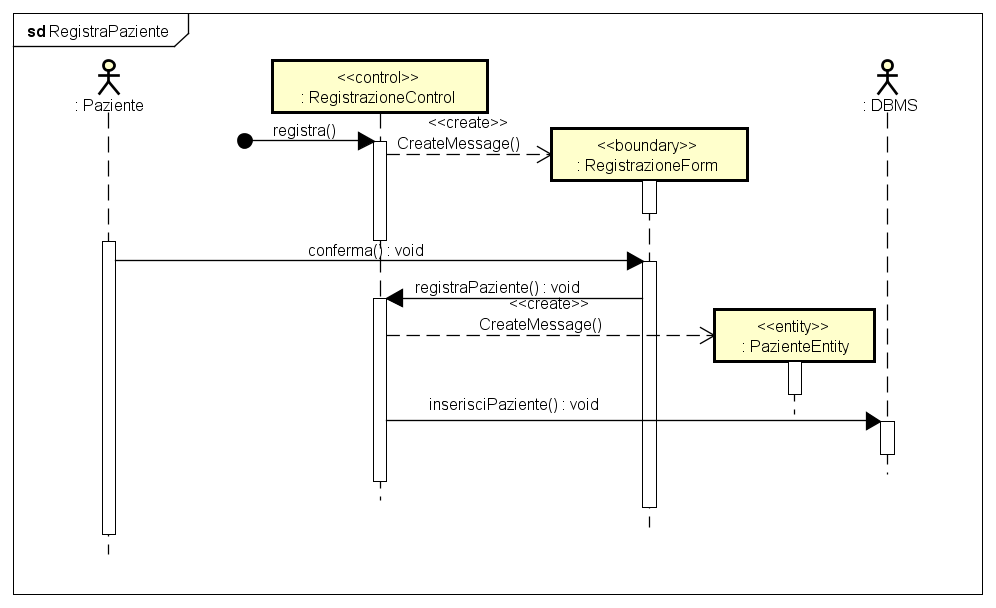 sd RegistraPaziente
: Paziente
<<control>>
: RegistrazioneControl
: DBMS
registra()
<<create>>
CreateMessage()
<<boundary>>
: RegistrazioneForm
conferma() : void
registraPaziente() : void
<<create>>
CreateMessage()
<<entity>>
: PazienteEntity
inserisciPaziente() : void